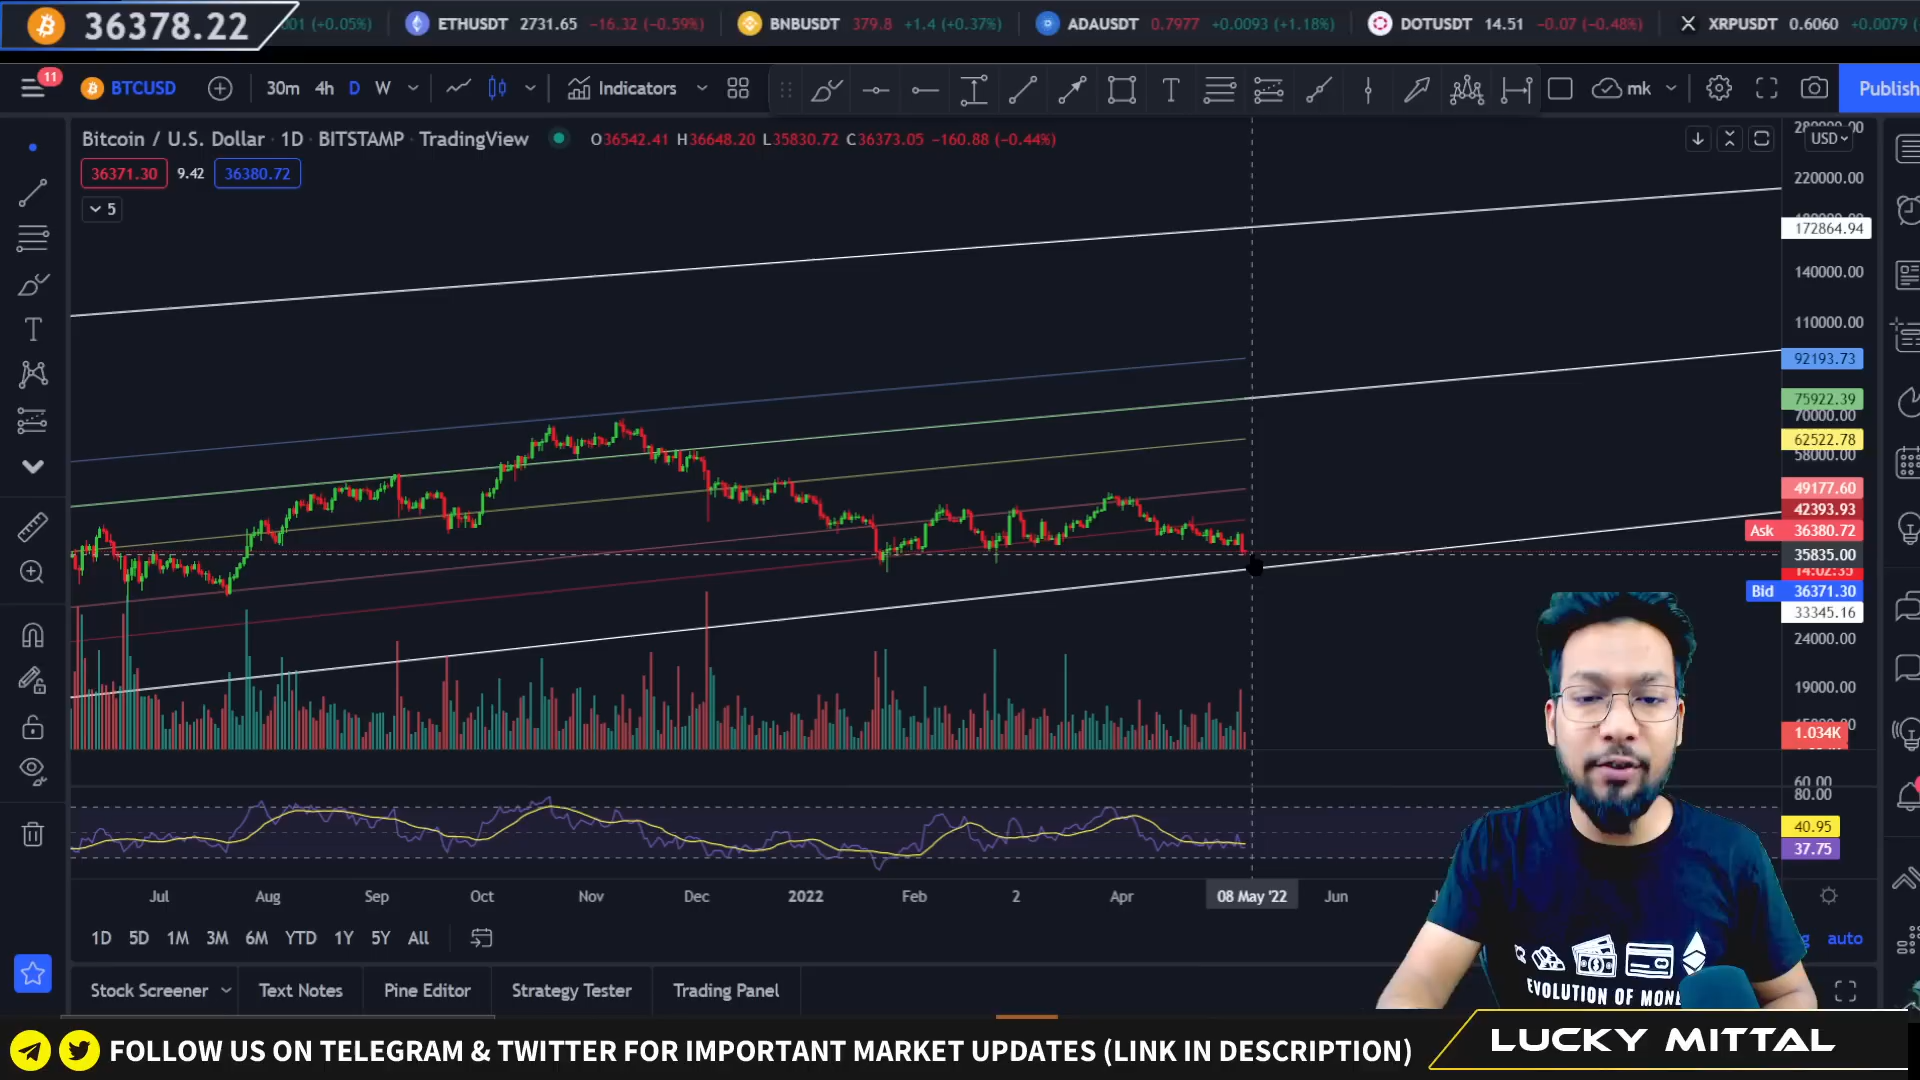 36378.22 001 (+0.05%) ETHUSDT 2731.65 −16.32 (−0.59%) BNBUSDT 379.8 +1.4 (+0.37%) ADAUSDT 0.7977 +0.0093 (+1.18%) DOTUSDT 14.51 −0.07 (−0.48%) XRPUSDT 0.6060 +0.0079
11
BTCUSD 30m 4h D W Indicators mk Publish
Bitcoin / U.S. Dollar · 1D · BITSTAMP · TradingView O36542.41 H36648.20 L35830.72 C36373.05 −160.88 (−0.44%)
USD
36371.30 9.42 36380.72
5
220000.00
172864.94
140000.00
110000.00
92193.73
75922.39
70000.00
62522.78
58000.00
49177.60
42393.93
Ask 36380.72
35835.00
14:02:35
Bid 36371.30
33345.16
24000.00
19000.00
1.034K
60.00
80.00
40.95
37.75
Jul Aug Sep Oct Nov Dec 2022 Feb 2 Apr 08 May '22 Jun
1D 5D 1M 3M 6M YTD 1Y 5Y All
auto
Stock Screener Text Notes Pine Editor Strategy Tester Trading Panel
EVOLUTION OF MON
FOLLOW US ON TELEGRAM & TWITTER FOR IMPORTANT MARKET UPDATES (LINK IN DESCRIPTION)
LUCKY MITTAL